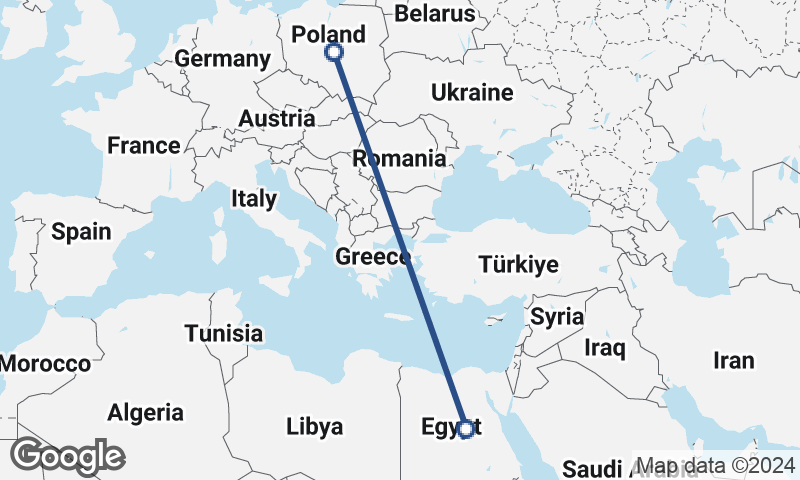 Belarus
Poland
Germany
Ukraine
Austria
France
Romania
Italy
Spain
Greece
Türkiye
Syria
Tunisia
Iraq
Iran
Morocco
Algeria
Libya
Egypt
Google
Saudi Arabia
Map data ©2024